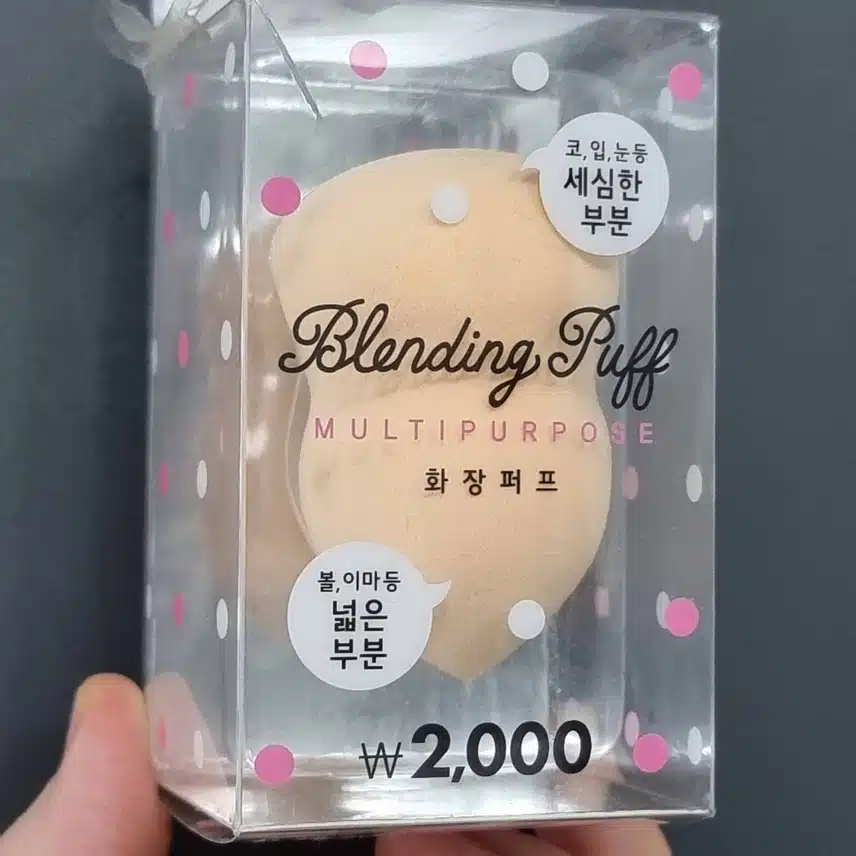 코,입,눈등
세심한
부분
Blending Puff
MULTIPURPOSE
화장퍼프
볼,이마등
넓은
부분
₩2,000